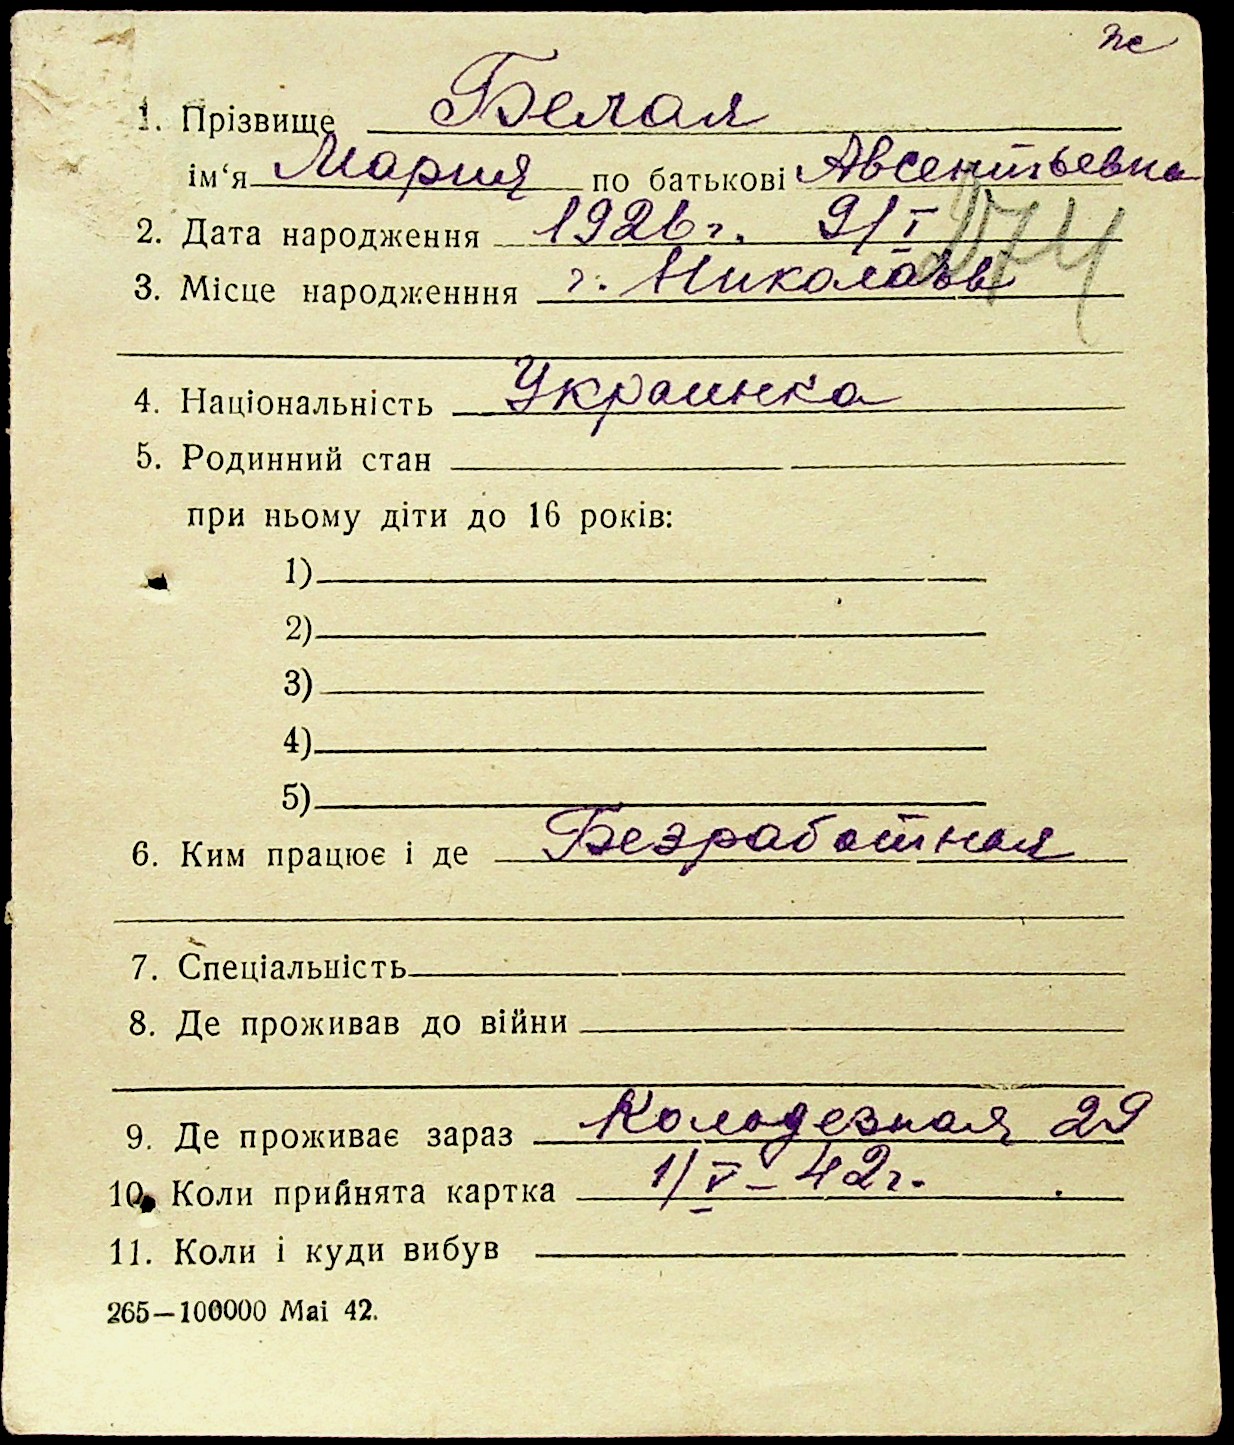 пс
1. Прізвище Белая
ім‘я Мария по батькові Авсентьевна
2. Дата народження 1926 г. 9/I
274
3. Місце народженння г. Николаев
4. Національність Украинка
5. Родинний стан
при ньому діти до 16 років:
1)
2)
3)
4)
5)
6. Ким працює і де Безработная
7. Спеціальність
8. Де проживав до війни
9. Де проживає зараз Колодезная 29
10. Коли прийнята картка 1/V – 42 г.
11. Коли і куди вибув
265—100000 Mai 42.